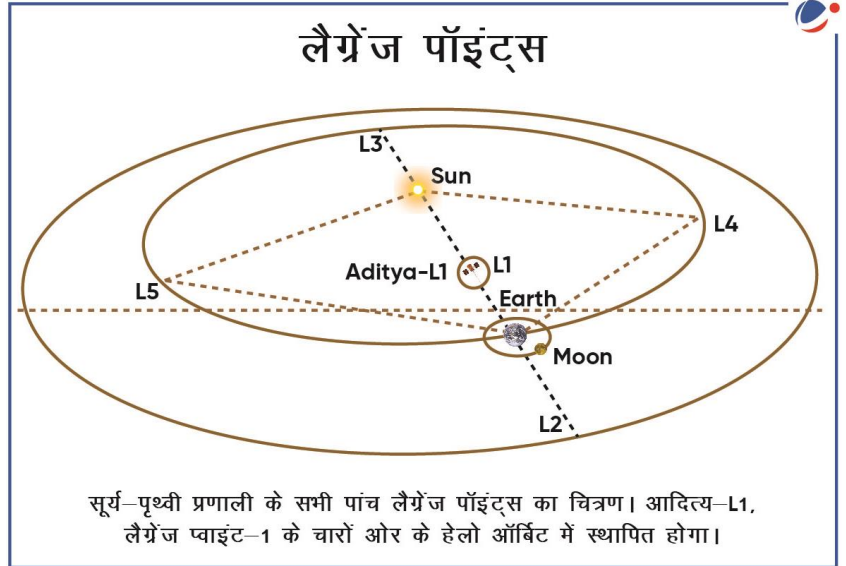 लैग्रेंज पॉइंट्स
L3
Sun
L4
Aditya-L1
L1
L5
Earth
Moon
L2
सूर्य–पृथ्वी प्रणाली के सभी पांच लैग्रेंज पॉइंट्स का चित्रण। आदित्य–L1,
लैग्रेंज प्वाइंट–1 के चारों ओर के हेलो ऑर्बिट में स्थापित होगा।